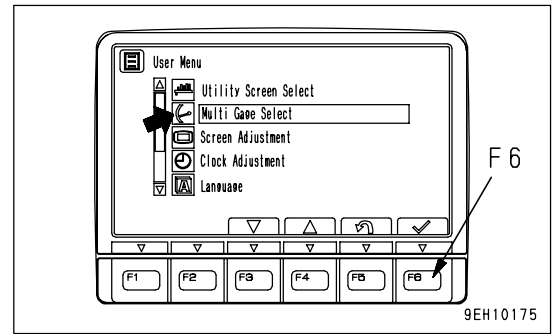 User Menu
Utility Screen Select
Multi Gage Select
Screen Adjustment
Clock Adjustment
A Language
F6
F1 F2 F3 F4 F5 F6
9EH10175